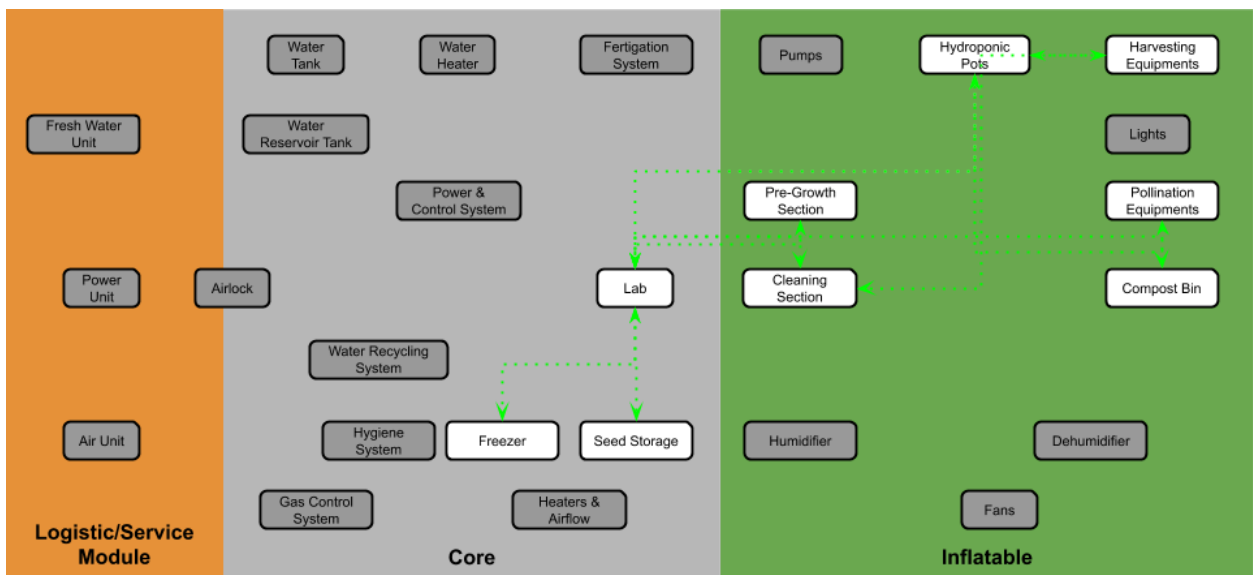 Water
Tank
Water
Heater
Fertigation
System
Pumps
Hydroponic
Pots
Harvesting
Equipments
Fresh Water
Unit
Water
Reservoir Tank
Lights
Power &
Control System
Pre-Growth
Section
Pollination
Equipments
Power
Unit
Airlock
Lab
Cleaning
Section
Compost Bin
Water Recycling
System
Air Unit
Hygiene
System
Freezer
Seed Storage
Humidifier
Dehumidifier
Gas Control
System
Heaters &
Airflow
Fans
Logistic/Service
Module
Core
Inflatable